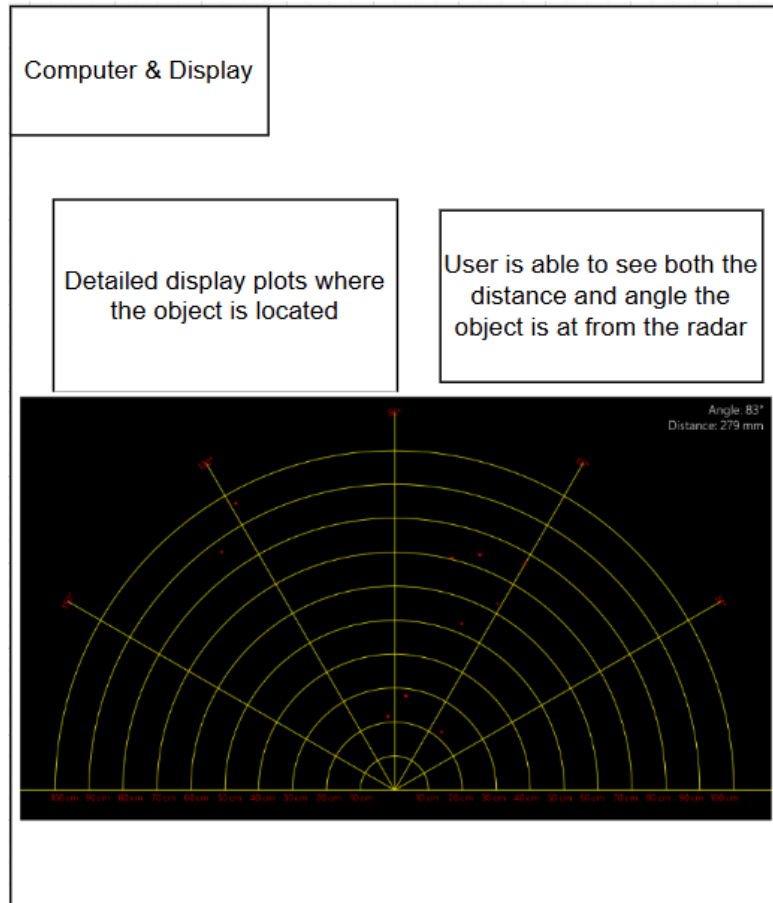 Computer & Display
Detailed display plots where
the object is located
User is able to see both the
distance and angle the
object is at from the radar
Angle: 83°
Distance: 279 mm
90°
100 cm 90 cm 80 cm 70 cm 60 cm 50 cm 40 cm 30 cm 20 cm 10 cm 10 cm 20 cm 30 cm 40 cm 50 cm 60 cm 70 cm 80 cm 90 cm 100 cm